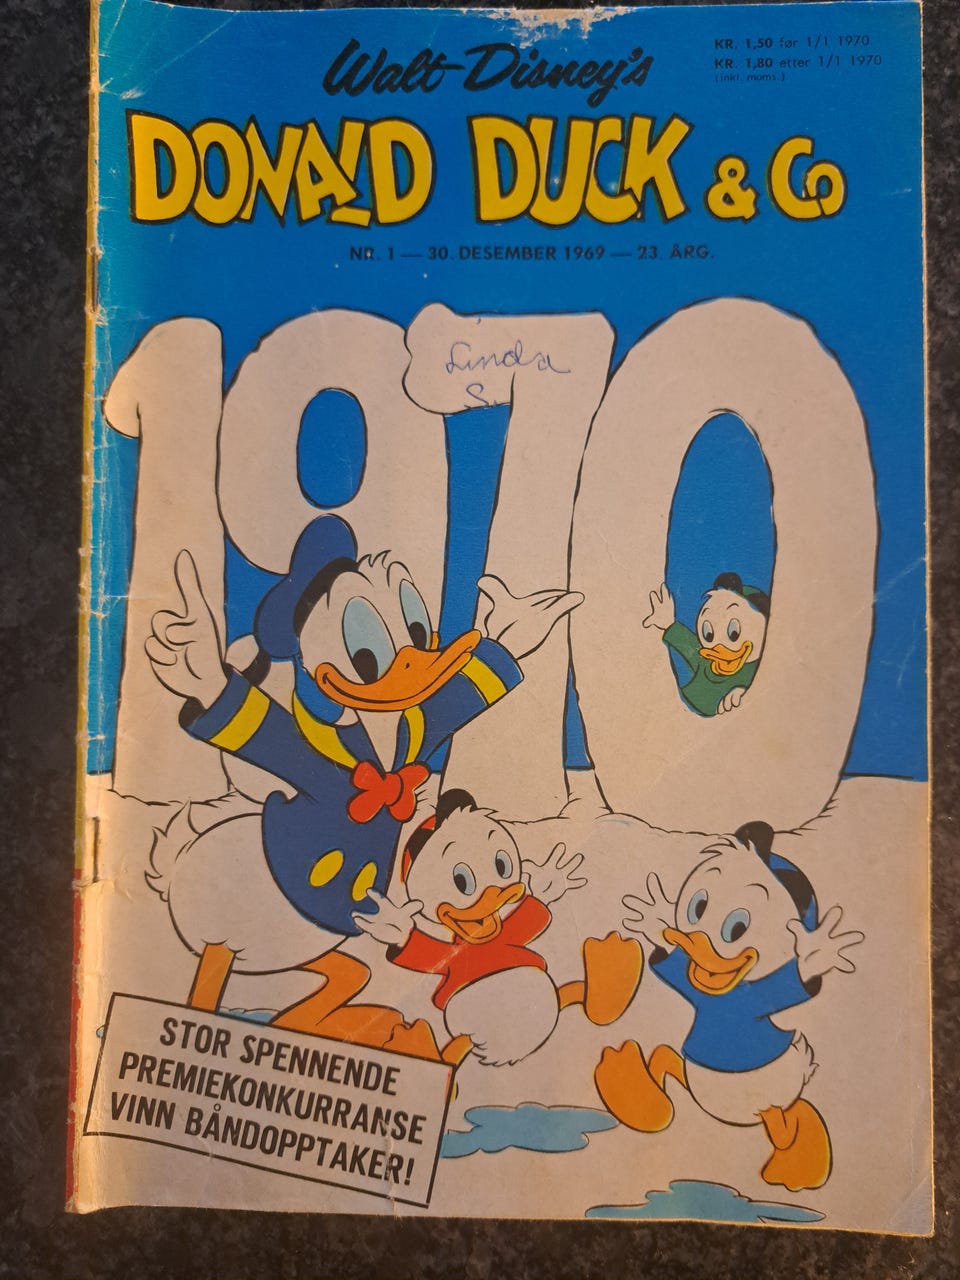 Walt Disney's
KR. 1,50 før 1/1 1970
KR. 1,80 etter 1/1 1970
(inkl. moms.)
DONALD DUCK & Co
NR. 1 — 30. DESEMBER 1969 — 23. ÅRG.
1970
Linda
S.
STOR SPENNENDE
PREMIEKONKURRANSE
VINN BÅNDOPPTAKER!